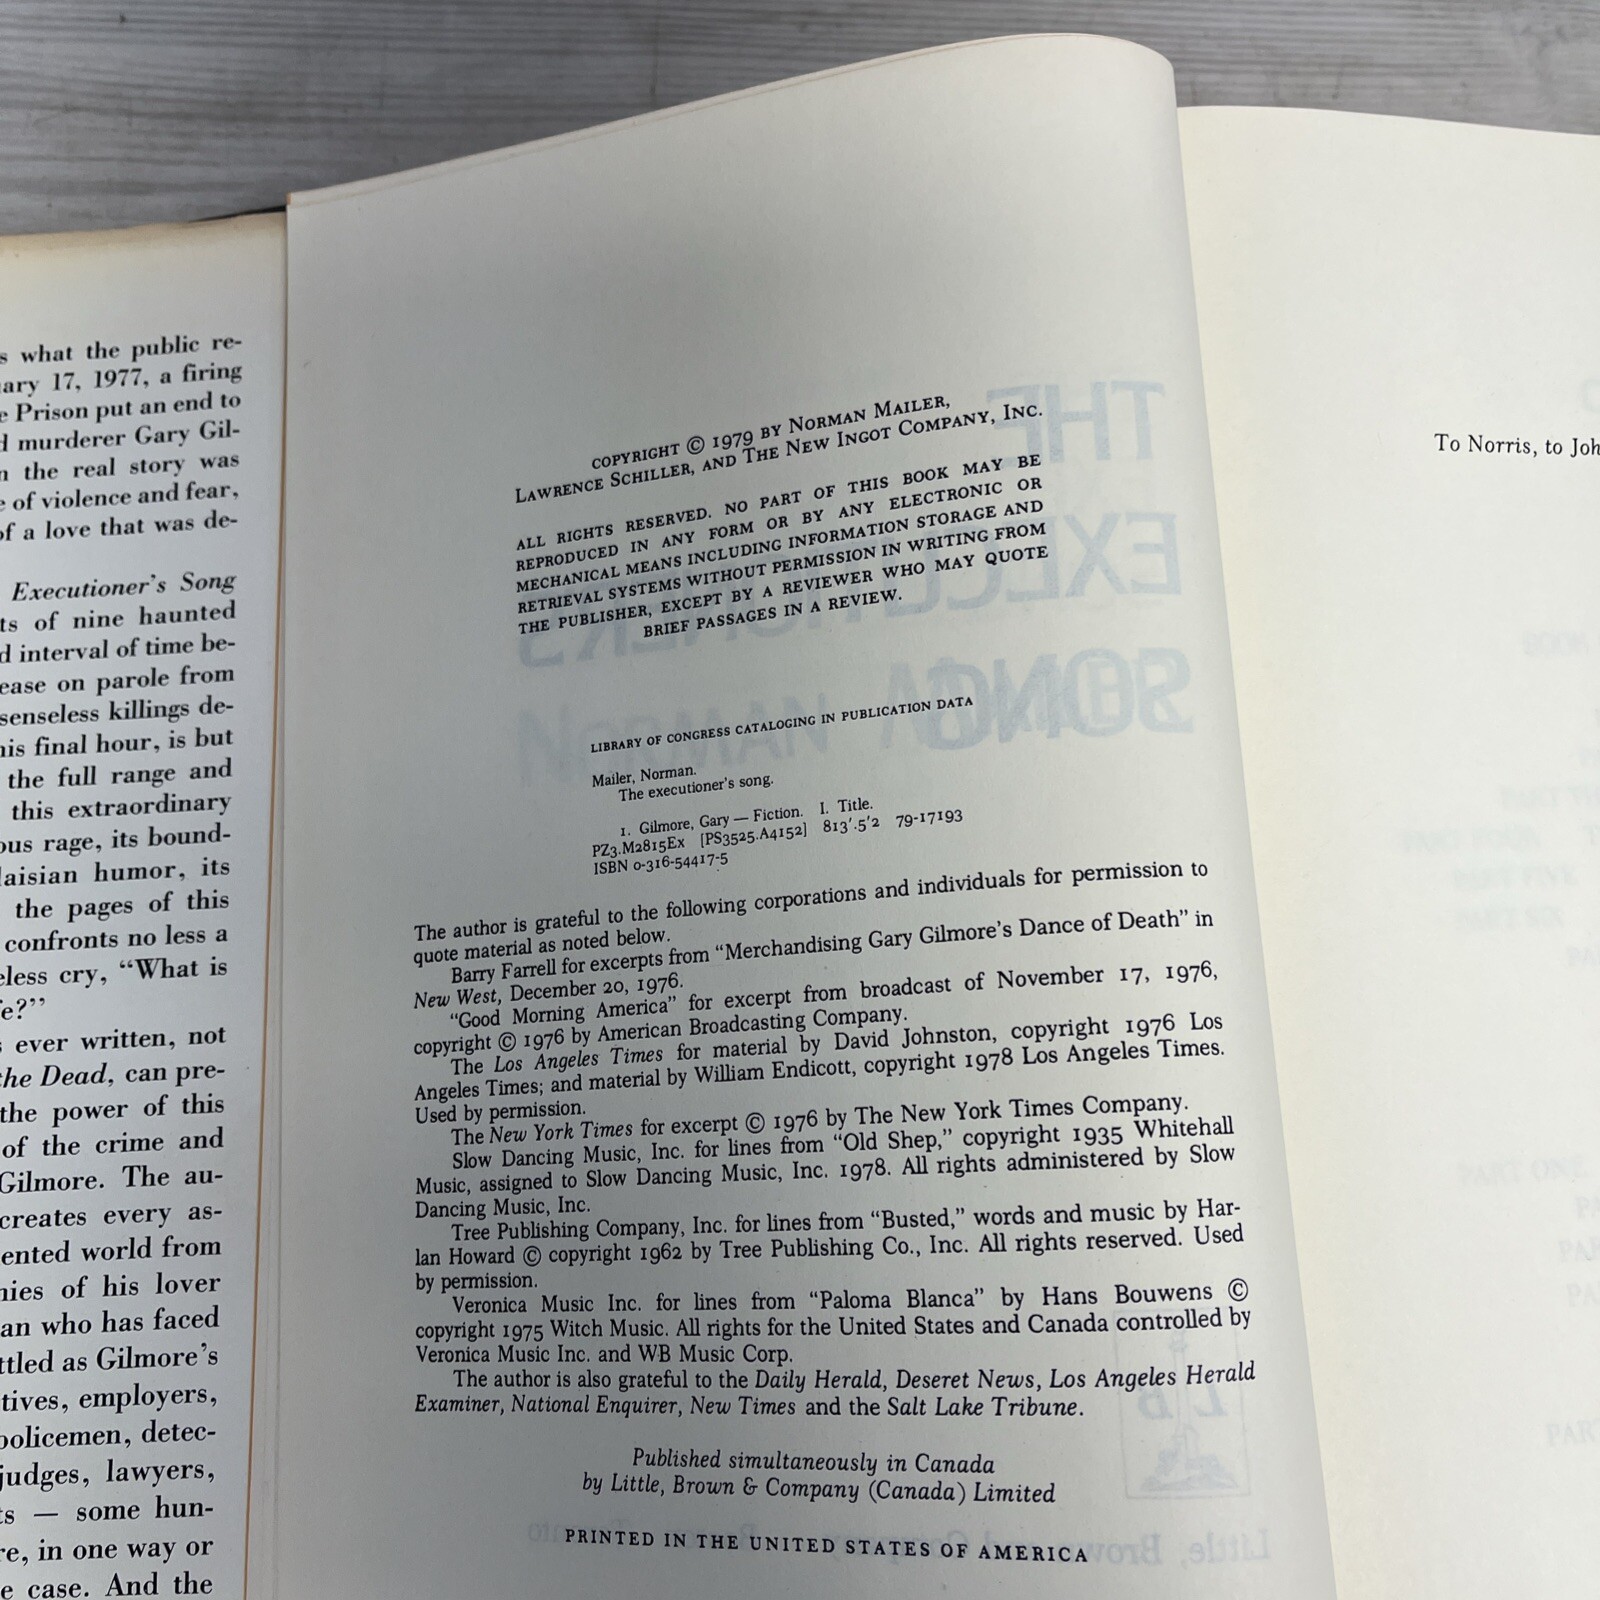 s what the public re-
ary 17, 1977, a firing
e Prison put an end to
d murderer Gary Gil-
n the real story was
e of violence and fear,
of a love that was de-
Executioner's Song
ts of nine haunted
d interval of time be-
ease on parole from
senseless killings de-
his final hour, is but
the full range and
this extraordinary
ous rage, its bound-
laisian humor, its
the pages of this
confronts no less a
eless cry, "What is
e?"
s ever written, not
the Dead, can pre-
the power of this
of the crime and
Gilmore. The au-
creates every as-
ented world from
nies of his lover
an who has faced
ttled as Gilmore's
tives, employers,
policemen, detec-
judges, lawyers,
ts — some hun-
re, in one way or
e case. And the
COPYRIGHT © 1979 BY NORMAN MAILER,
LAWRENCE SCHILLER, AND THE NEW INGOT COMPANY, INC.
ALL RIGHTS RESERVED. NO PART OF THIS BOOK MAY BE
REPRODUCED IN ANY FORM OR BY ANY ELECTRONIC OR
MECHANICAL MEANS INCLUDING INFORMATION STORAGE AND
RETRIEVAL SYSTEMS WITHOUT PERMISSION IN WRITING FROM
THE PUBLISHER, EXCEPT BY A REVIEWER WHO MAY QUOTE
BRIEF PASSAGES IN A REVIEW.
LIBRARY OF CONGRESS CATALOGING IN PUBLICATION DATA
Mailer, Norman.
The executioner's song.
1. Gilmore, Gary — Fiction. I. Title.
PZ3.M2815Ex [PS3525.A4152] 813'.5'2 79-17193
ISBN 0-316-54417-5
The author is grateful to the following corporations and individuals for permission to
quote material as noted below.
Barry Farrell for excerpts from "Merchandising Gary Gilmore's Dance of Death" in
New West, December 20, 1976.
"Good Morning America" for excerpt from broadcast of November 17, 1976,
copyright © 1976 by American Broadcasting Company.
The Los Angeles Times for material by David Johnston, copyright 1976 Los
Angeles Times; and material by William Endicott, copyright 1978 Los Angeles Times.
Used by permission.
The New York Times for excerpt © 1976 by The New York Times Company.
Slow Dancing Music, Inc. for lines from "Old Shep," copyright 1935 Whitehall
Music, assigned to Slow Dancing Music, Inc. 1978. All rights administered by Slow
Dancing Music, Inc.
Tree Publishing Company, Inc. for lines from "Busted," words and music by Har-
lan Howard © copyright 1962 by Tree Publishing Co., Inc. All rights reserved. Used
by permission.
Veronica Music Inc. for lines from "Paloma Blanca" by Hans Bouwens ©
copyright 1975 Witch Music. All rights for the United States and Canada controlled by
Veronica Music Inc. and WB Music Corp.
The author is also grateful to the Daily Herald, Deseret News, Los Angeles Herald
Examiner, National Enquirer, New Times and the Salt Lake Tribune.
Published simultaneously in Canada
by Little, Brown & Company (Canada) Limited
PRINTED IN THE UNITED STATES OF AMERICA
To Norris, to Joh